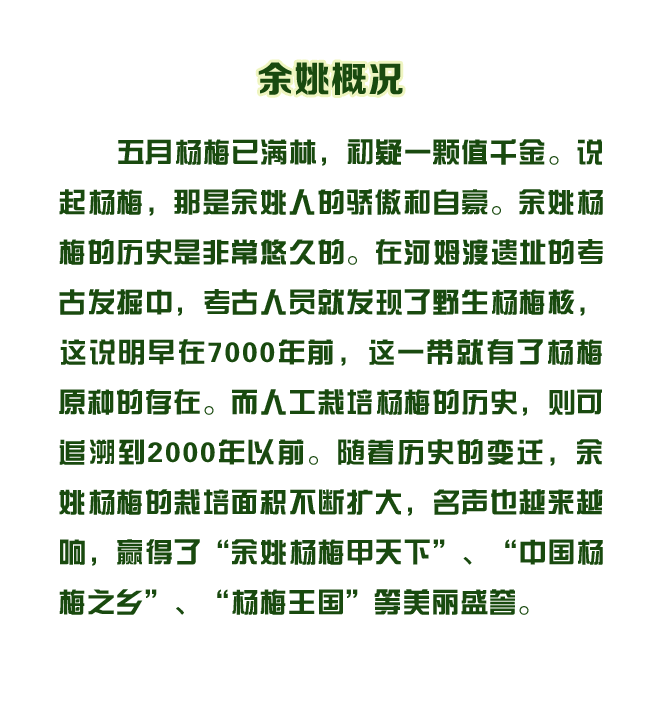 余姚概况
五月杨梅已满林，初疑一颗值千金。说
起杨梅，那是余姚人的骄傲和自豪。余姚杨
梅的历史是非常悠久的。在河姆渡遗址的考
古发掘中，考古人员就发现了野生杨梅核，
这说明早在7000年前，这一带就有了杨梅
原种的存在。而人工栽培杨梅的历史，则可
追溯到2000年以前。随着历史的变迁，余
姚杨梅的栽培面积不断扩大，名声也越来越
响，赢得了“余姚杨梅甲天下”、“中国杨
梅之乡”、“杨梅王国”等美丽盛誉。